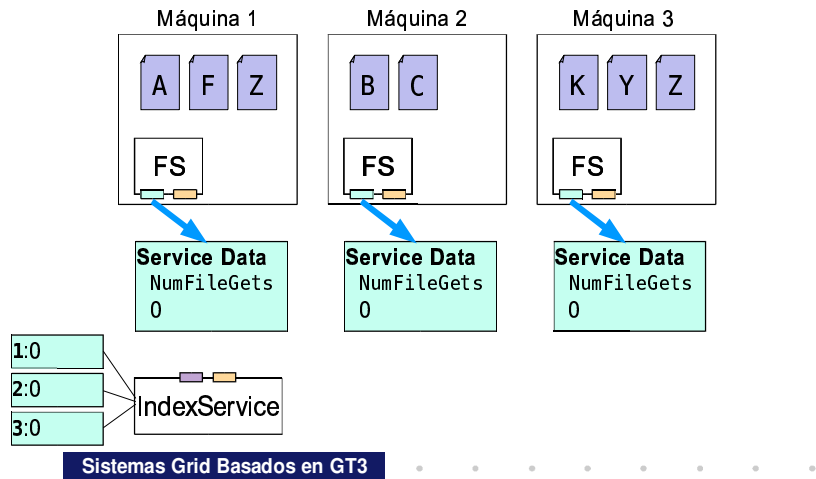 Máquina 1
Máquina 2
Máquina 3
A F Z
B C
K Y Z
FS
FS
FS
Service Data
NumFileGets
0
Service Data
NumFileGets
0
Service Data
NumFileGets
0
1:0
2:0
3:0
IndexService
Sistemas Grid Basados en GT3